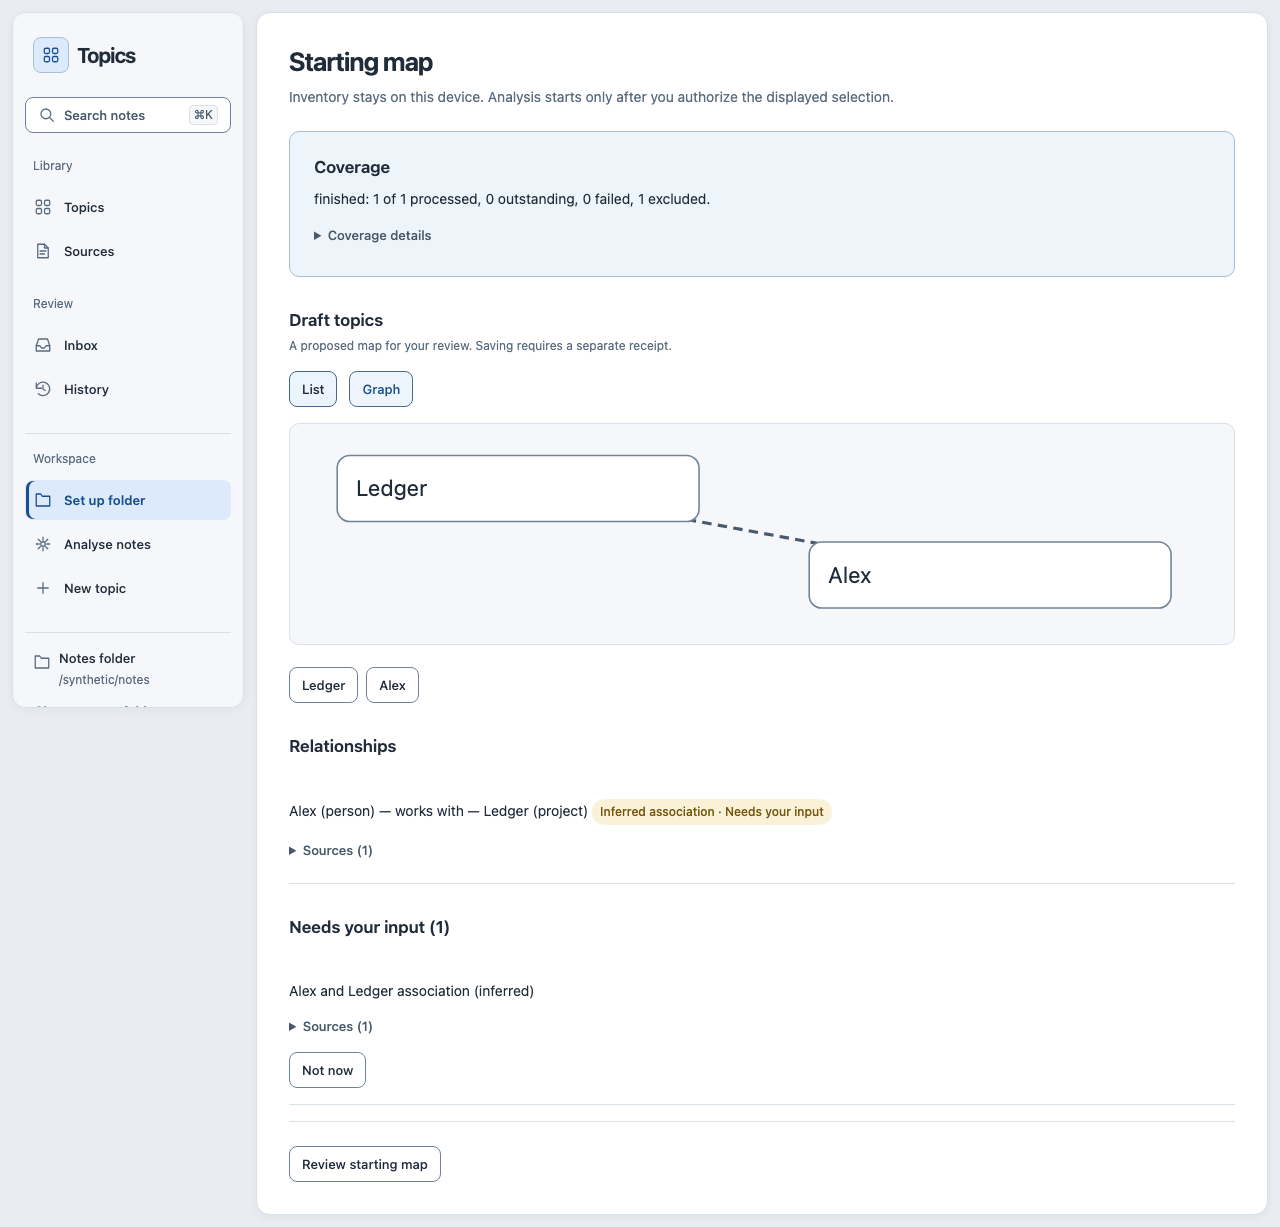 Topics
Search notes ⌘K
Library
Topics
Sources
Review
Inbox
History
Workspace
Set up folder
Analyse notes
New topic
Notes folder
/synthetic/notes
Starting map
Inventory stays on this device. Analysis starts only after you authorize the displayed selection.
Coverage
finished: 1 of 1 processed, 0 outstanding, 0 failed, 1 excluded.
Coverage details
Draft topics
A proposed map for your review. Saving requires a separate receipt.
List Graph
Ledger
Alex
Ledger Alex
Relationships
Alex (person) — works with — Ledger (project) Inferred association · Needs your input
Sources (1)
Needs your input (1)
Alex and Ledger association (inferred)
Sources (1)
Not now
Review starting map